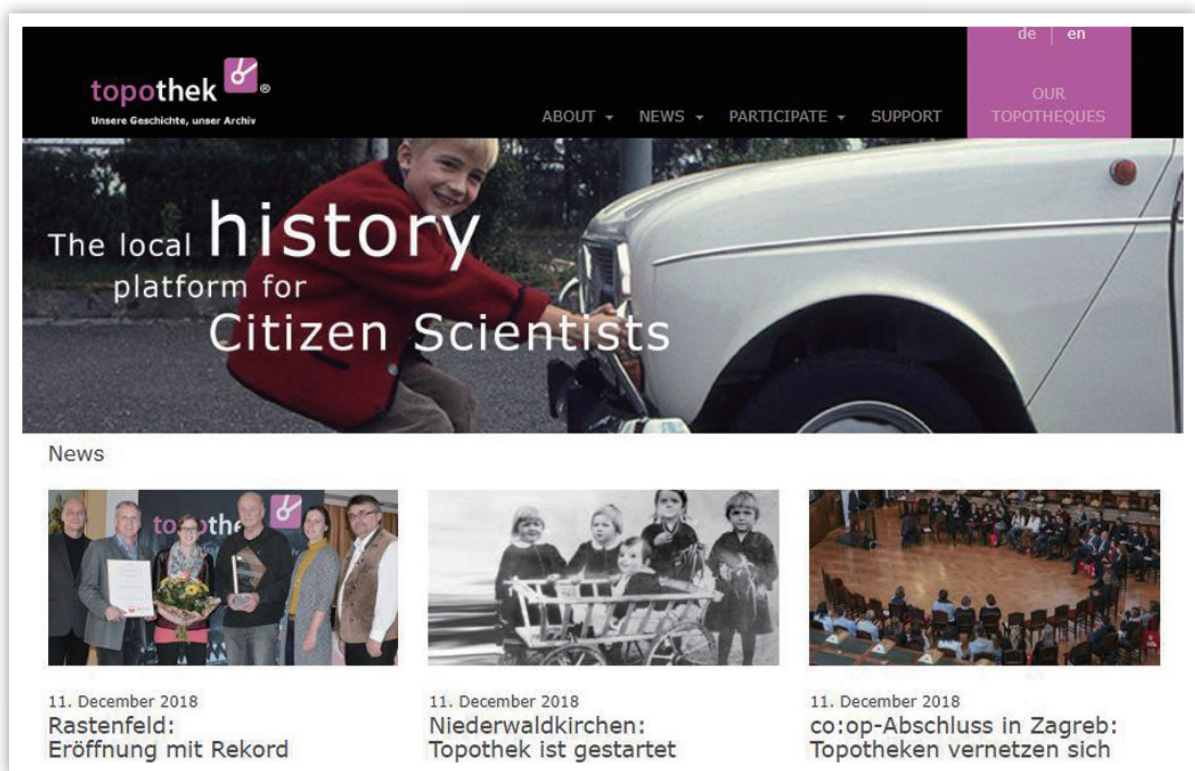 de | en
topothek ®
Unsere Geschichte, unser Archiv
ABOUT NEWS PARTICIPATE SUPPORT
OUR
TOPOTHEQUES
The local history
platform for
Citizen Scientists
News
topothek
11. December 2018
Rastenfeld:
Eröffnung mit Rekord
11. December 2018
Niederwaldkirchen:
Topothek ist gestartet
11. December 2018
co:op-Abschluss in Zagreb:
Topotheken vernetzen sich